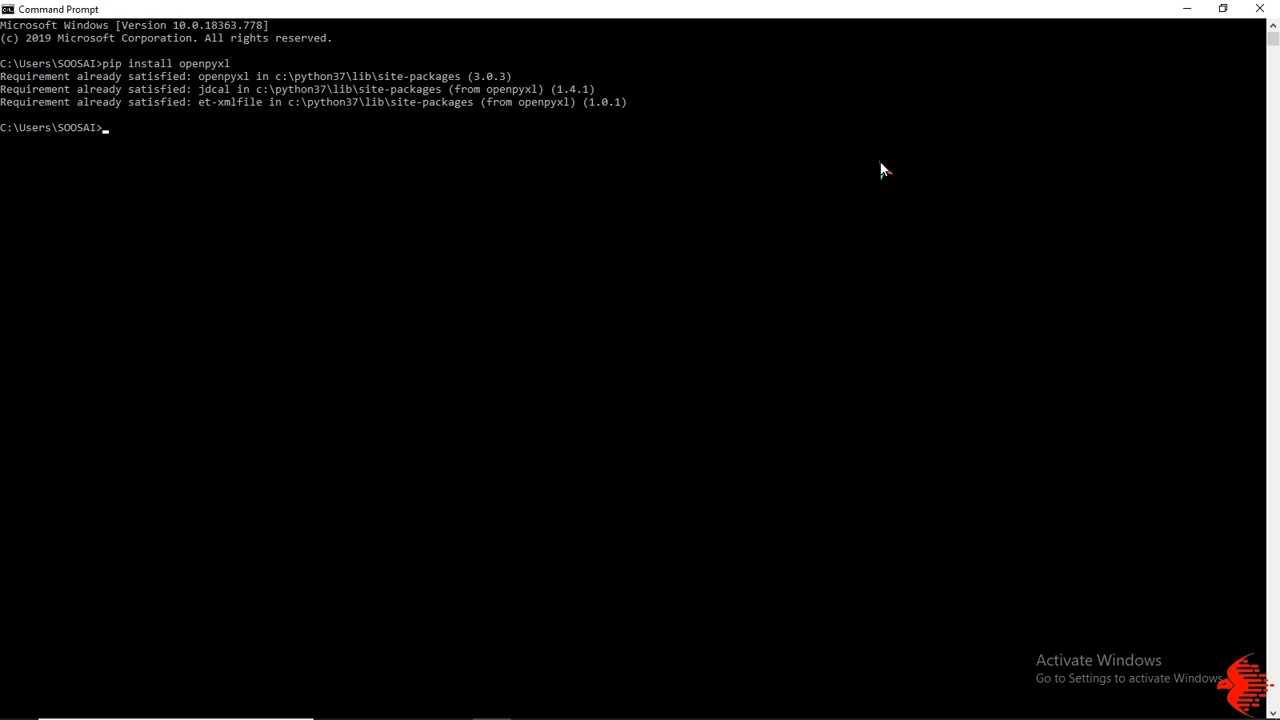 Command Prompt
Microsoft Windows [Version 10.0.18363.778]
(c) 2019 Microsoft Corporation. All rights reserved.
C:\Users\SOOSAI>pip install openpyxl
Requirement already satisfied: openpyxl in c:\python37\lib\site-packages (3.0.3)
Requirement already satisfied: jdcal in c:\python37\lib\site-packages (from openpyxl) (1.4.1)
Requirement already satisfied: et-xmlfile in c:\python37\lib\site-packages (from openpyxl) (1.0.1)
C:\Users\SOOSAI>
Activate Windows
Go to Settings to activate Windows